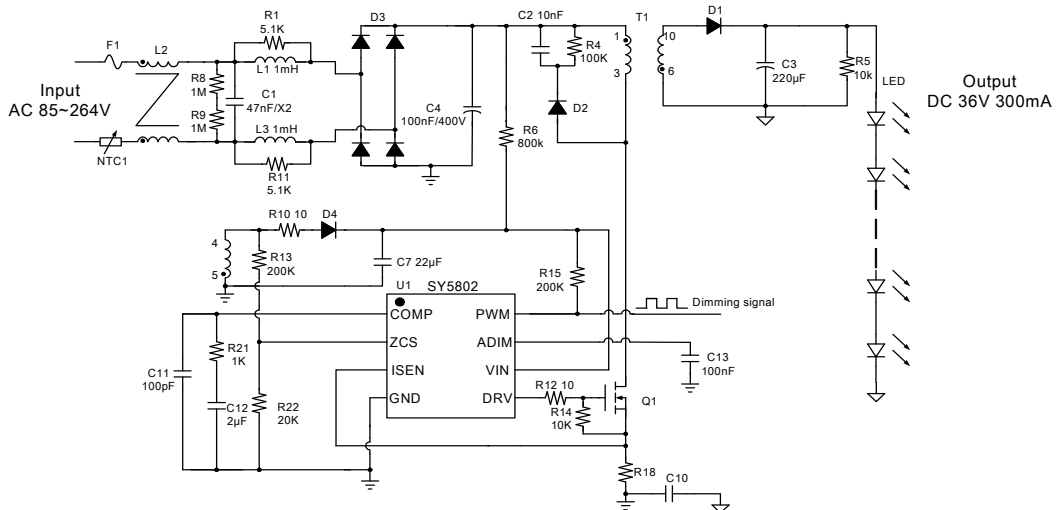 F1
L2
R1
5.1K
L1 1mH
R8
1M
R9
1M
C1
47nF/X2
L3 1mH
R11
5.1K
NTC1
Input
AC 85~264V
D3
C4
100nF/400V
C2 10nF
R4
100K
D2
R6
800k
T1
1
3
10
6
D1
C3
220μF
R5
10k
LED
Output
DC 36V 300mA
4
5
R10 10
D4
R13
200K
C7 22μF
R15
200K
U1
SY5802
COMP
ZCS
ISEN
GND
PWM
ADIM
VIN
DRV
Dimming signal
C13
100nF
R12 10
R14
10K
Q1
C11
100pF
R21
1K
C12
2μF
R22
20K
R18
C10